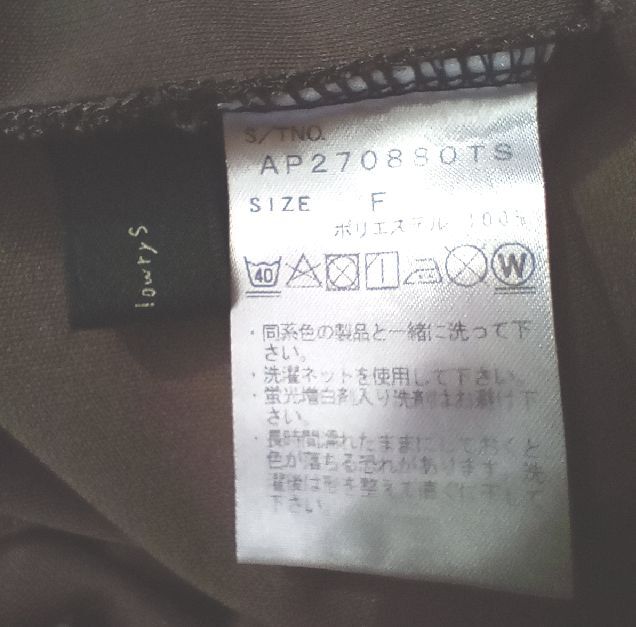 S/TNO.
AP270880TS
SIZE F
ポリエステル 100%
40
W
・同系色の製品と一緒に洗って下
さい。
・洗濯ネットを使用して下さい。
・蛍光増白剤入り洗剤はお避け下
さい。
・長時間濡れたままにしておくと
色が落ちる恐れがあります。洗
濯後は形を整えて直ぐに干して
下さい。
lowryS